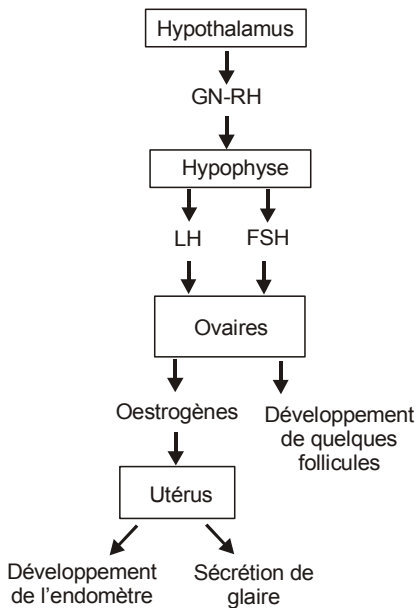 Hypothalamus
GN-RH
Hypophyse
LH FSH
Ovaires
Oestrogènes
Développement
de quelques
follicules
Utérus
Développement
de l'endomètre
Sécrétion de
glaire